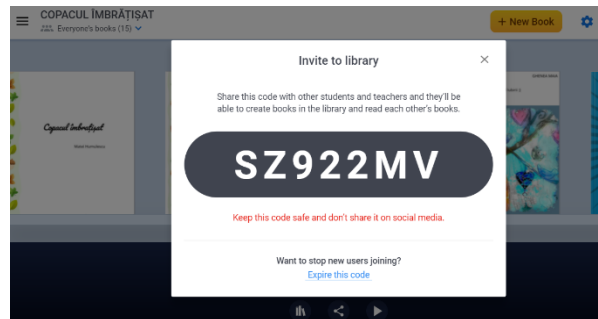 COPACUL ÎMBRĂȚIȘAT
Everyone's books (15)
+ New Book
Invite to library
Share this code with other students and teachers and they'll be
able to create books in the library and read each other's books.
Copacul îmbrățișat
SZ922MV
Keep this code safe and don't share it on social media.
Want to stop new users joining?
Expire this code